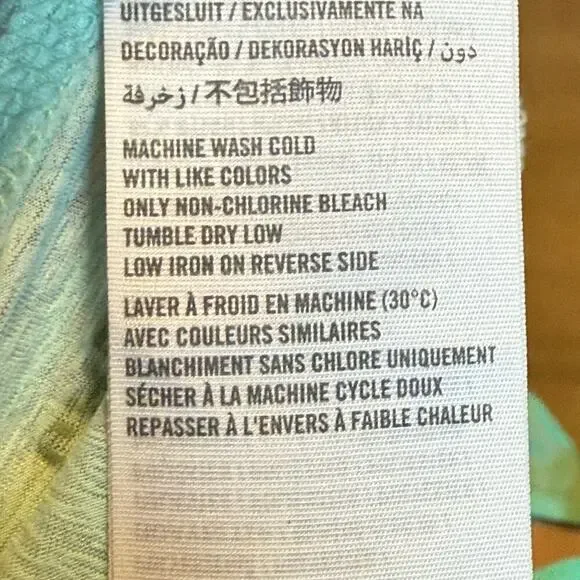 UITGESLUIT / EXCLUSIVAMENTE NA
DECORAÇÃO / DEKORASYON HARİÇ / دون
زخرفة / 不包括飾物
MACHINE WASH COLD
WITH LIKE COLORS
ONLY NON-CHLORINE BLEACH
TUMBLE DRY LOW
LOW IRON ON REVERSE SIDE
LAVER À FROID EN MACHINE (30°C)
AVEC COULEURS SIMILAIRES
BLANCHIMENT SANS CHLORE UNIQUEMENT
SÉCHER À LA MACHINE CYCLE DOUX
REPASSER À L'ENVERS À FAIBLE CHALEUR